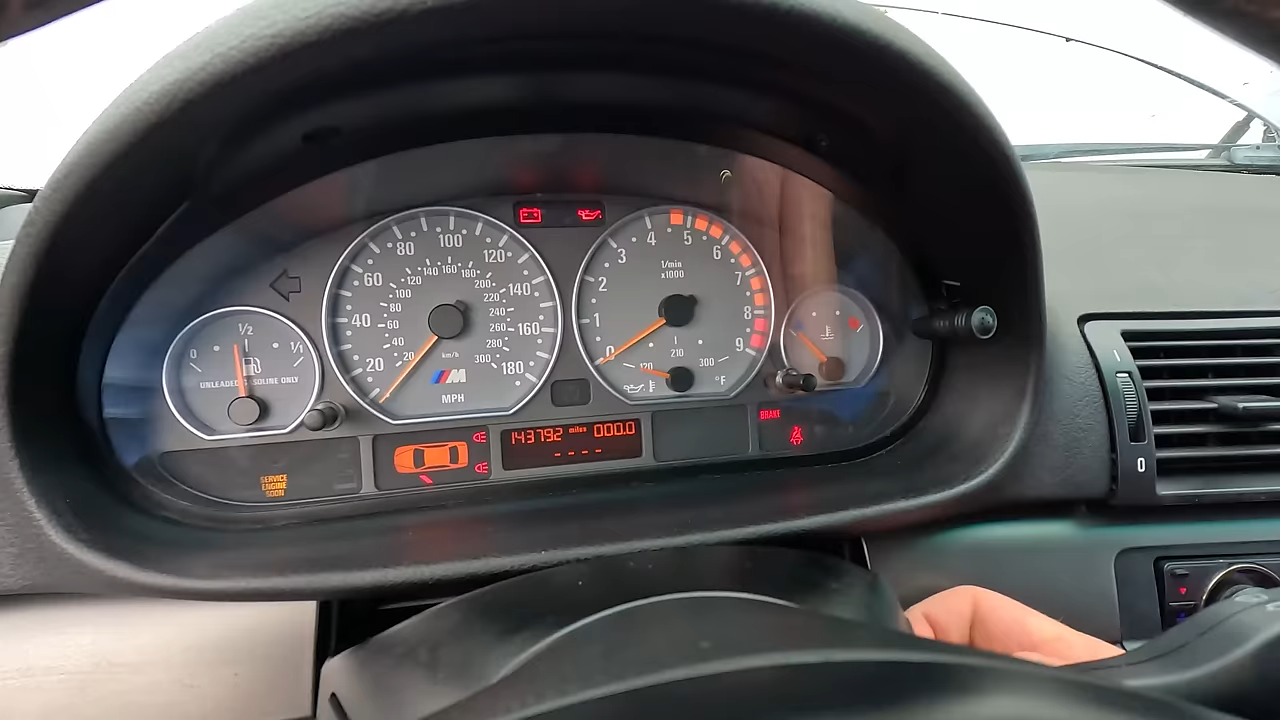 0 1/2 1/1
UNLEADED GASOLINE ONLY
20 40 60 80 100 120 140 160 180
20 40 60 80 100 120 140 160 180 200 220 240 260 280 300
km/h
M
MPH
0 1 2 3 4 5 6 7 8 9
1/min
x1000
120 210 300
°F
SERVICE
ENGINE
SOON
143792 miles 000.0
----
BRAKE
0